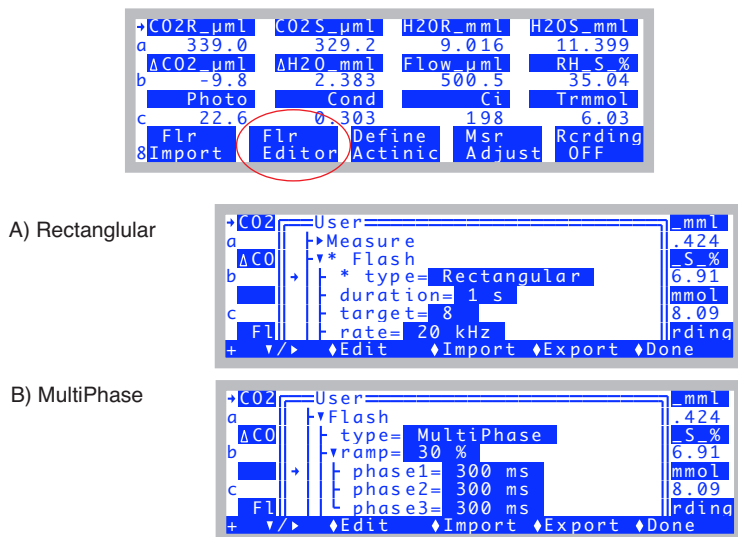 →CO2R_µml CO2S_µml H2OR_mml H2OS_mml
a 339.0 329.2 9.016 11.399
ΔCO2_µml ΔH2O_mml Flow_µml RH_S_%
b -9.8 2.383 500.5 35.04
Photo Cond Ci Trmmol
c 22.6 0.303 198 6.03
Flr Flr Define Msr Rcrding
8Import Editor Actinic Adjust OFF
A) Rectanglular
→CO2 User _mml
a ▸Measure .424
ΔCO ▾* Flash _S_%
b → * type= Rectangular 6.91
duration= 1 s mmol
c target= 8 8.09
Fl rate= 20 kHz rding
+ ▾/▸ ♦Edit ♦Import ♦Export ♦Done
B) MultiPhase
→CO2 User _mml
a ▾Flash .424
ΔCO type= MultiPhase _S_%
b ▾ramp= 30 % 6.91
→ phase1= 300 ms mmol
c phase2= 300 ms 8.09
Fl phase3= 300 ms rding
+ ▾/▸ ♦Edit ♦Import ♦Export ♦Done